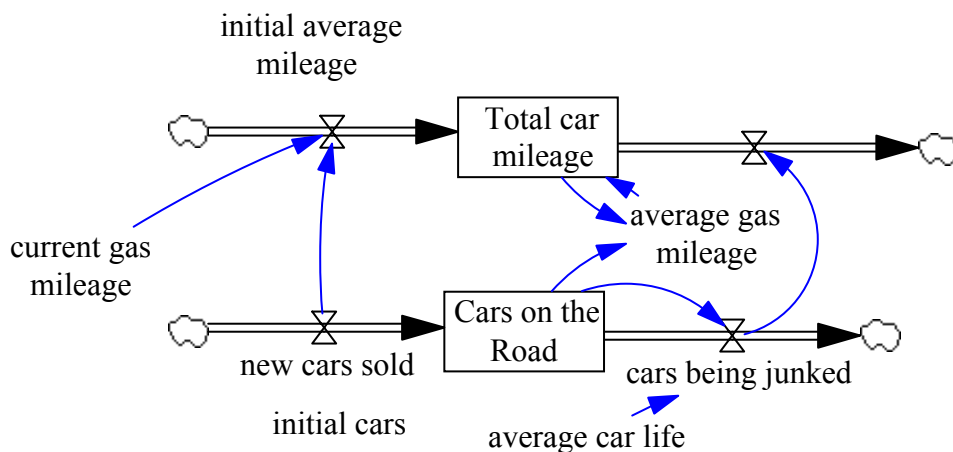 initial average
mileage
Total car
mileage
average gas
mileage
current gas
mileage
Cars on the
Road
new cars sold
cars being junked
initial cars
average car life